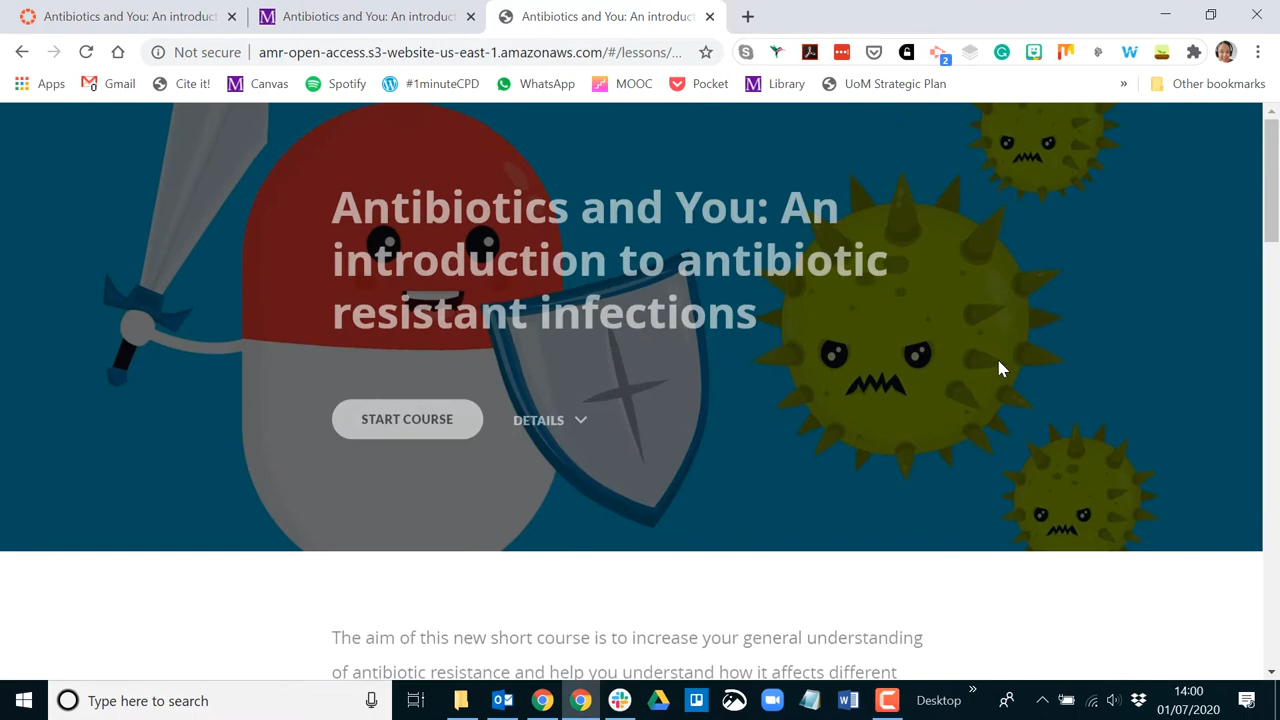 Antibiotics and You: An introduct
Antibiotics and You: An introduct
Antibiotics and You: An introduct
Not secure
amr-open-access.s3-website-us-east-1.amazonaws.com/#/lessons/...
2
Apps
Gmail
Cite it!
Canvas
Spotify
#1minuteCPD
WhatsApp
MOOC
Pocket
Library
UoM Strategic Plan
»
Other bookmarks
Antibiotics and You: An
introduction to antibiotic
resistant infections
START COURSE
DETAILS
The aim of this new short course is to increase your general understanding
of antibiotic resistance and help you understand how it affects different
Type here to search
Desktop
»
14:00
01/07/2020